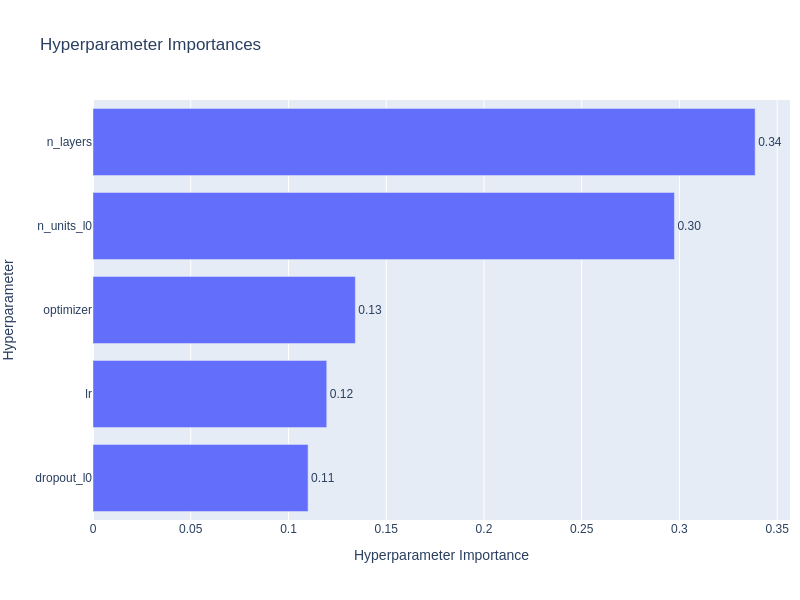 Hyperparameter Importances
Hyperparameter
n_layers 0.34
n_units_l0 0.30
optimizer 0.13
lr 0.12
dropout_l0 0.11
0 0.05 0.1 0.15 0.2 0.25 0.3 0.35
Hyperparameter Importance